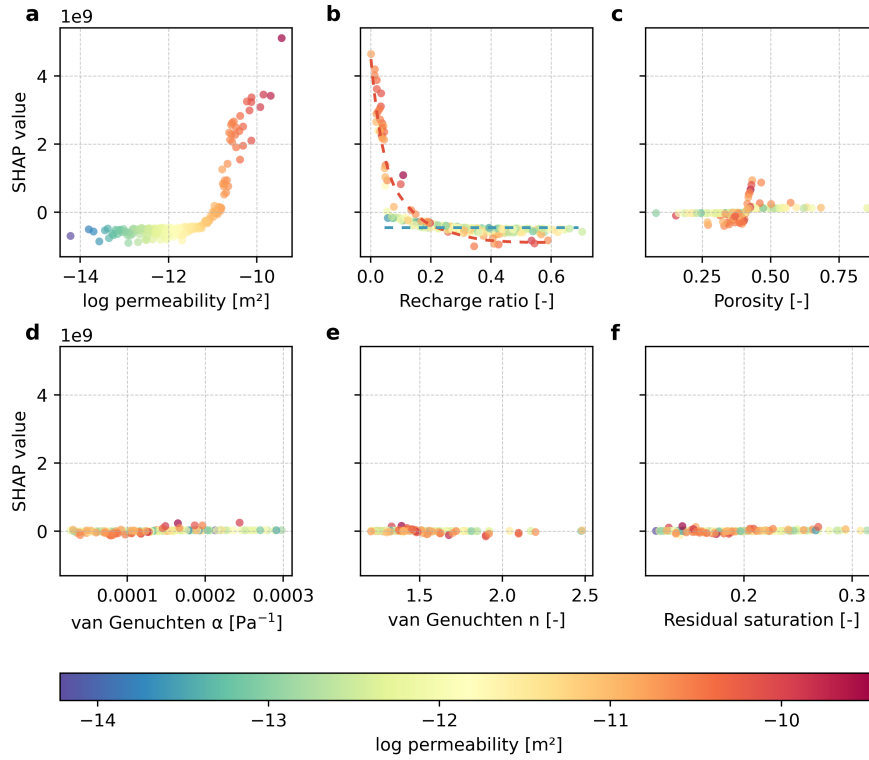 a
b
c
1e9
SHAP value
4
2
0
−14
−12
−10
0.0
0.2
0.4
0.6
0.25
0.50
0.75
log permeability [m²]
Recharge ratio [-]
Porosity [-]
d
e
f
1e9
SHAP value
4
2
0
0.0001
0.0002
0.0003
1.5
2.0
2.5
0.2
0.3
van Genuchten α [Pa⁻¹]
van Genuchten n [-]
Residual saturation [-]
−14
−13
−12
−11
−10
log permeability [m²]